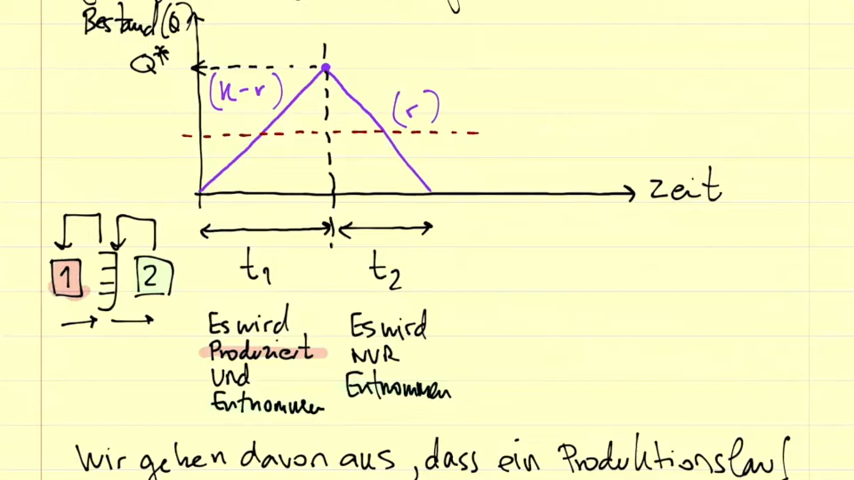 Bestand(Q)
Q*
(k-r)
(r)
Zeit
1 2
t1 t2
Es wird
Produziert
und
Entnommen
Es wird
NUR
Entnommen
Wir gehen davon aus, dass ein Produktionslauf